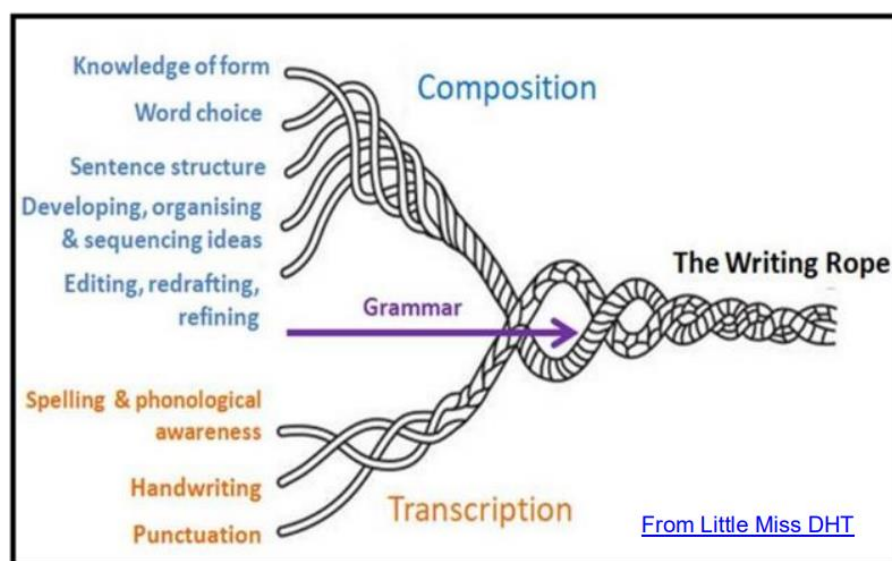 Knowledge of form
Composition
Word choice
Sentence structure
Developing, organising
& sequencing ideas
The Writing Rope
Editing, redrafting,
refining
Grammar
Spelling & phonological
awareness
Handwriting
Transcription
Punctuation
From Little Miss DHT